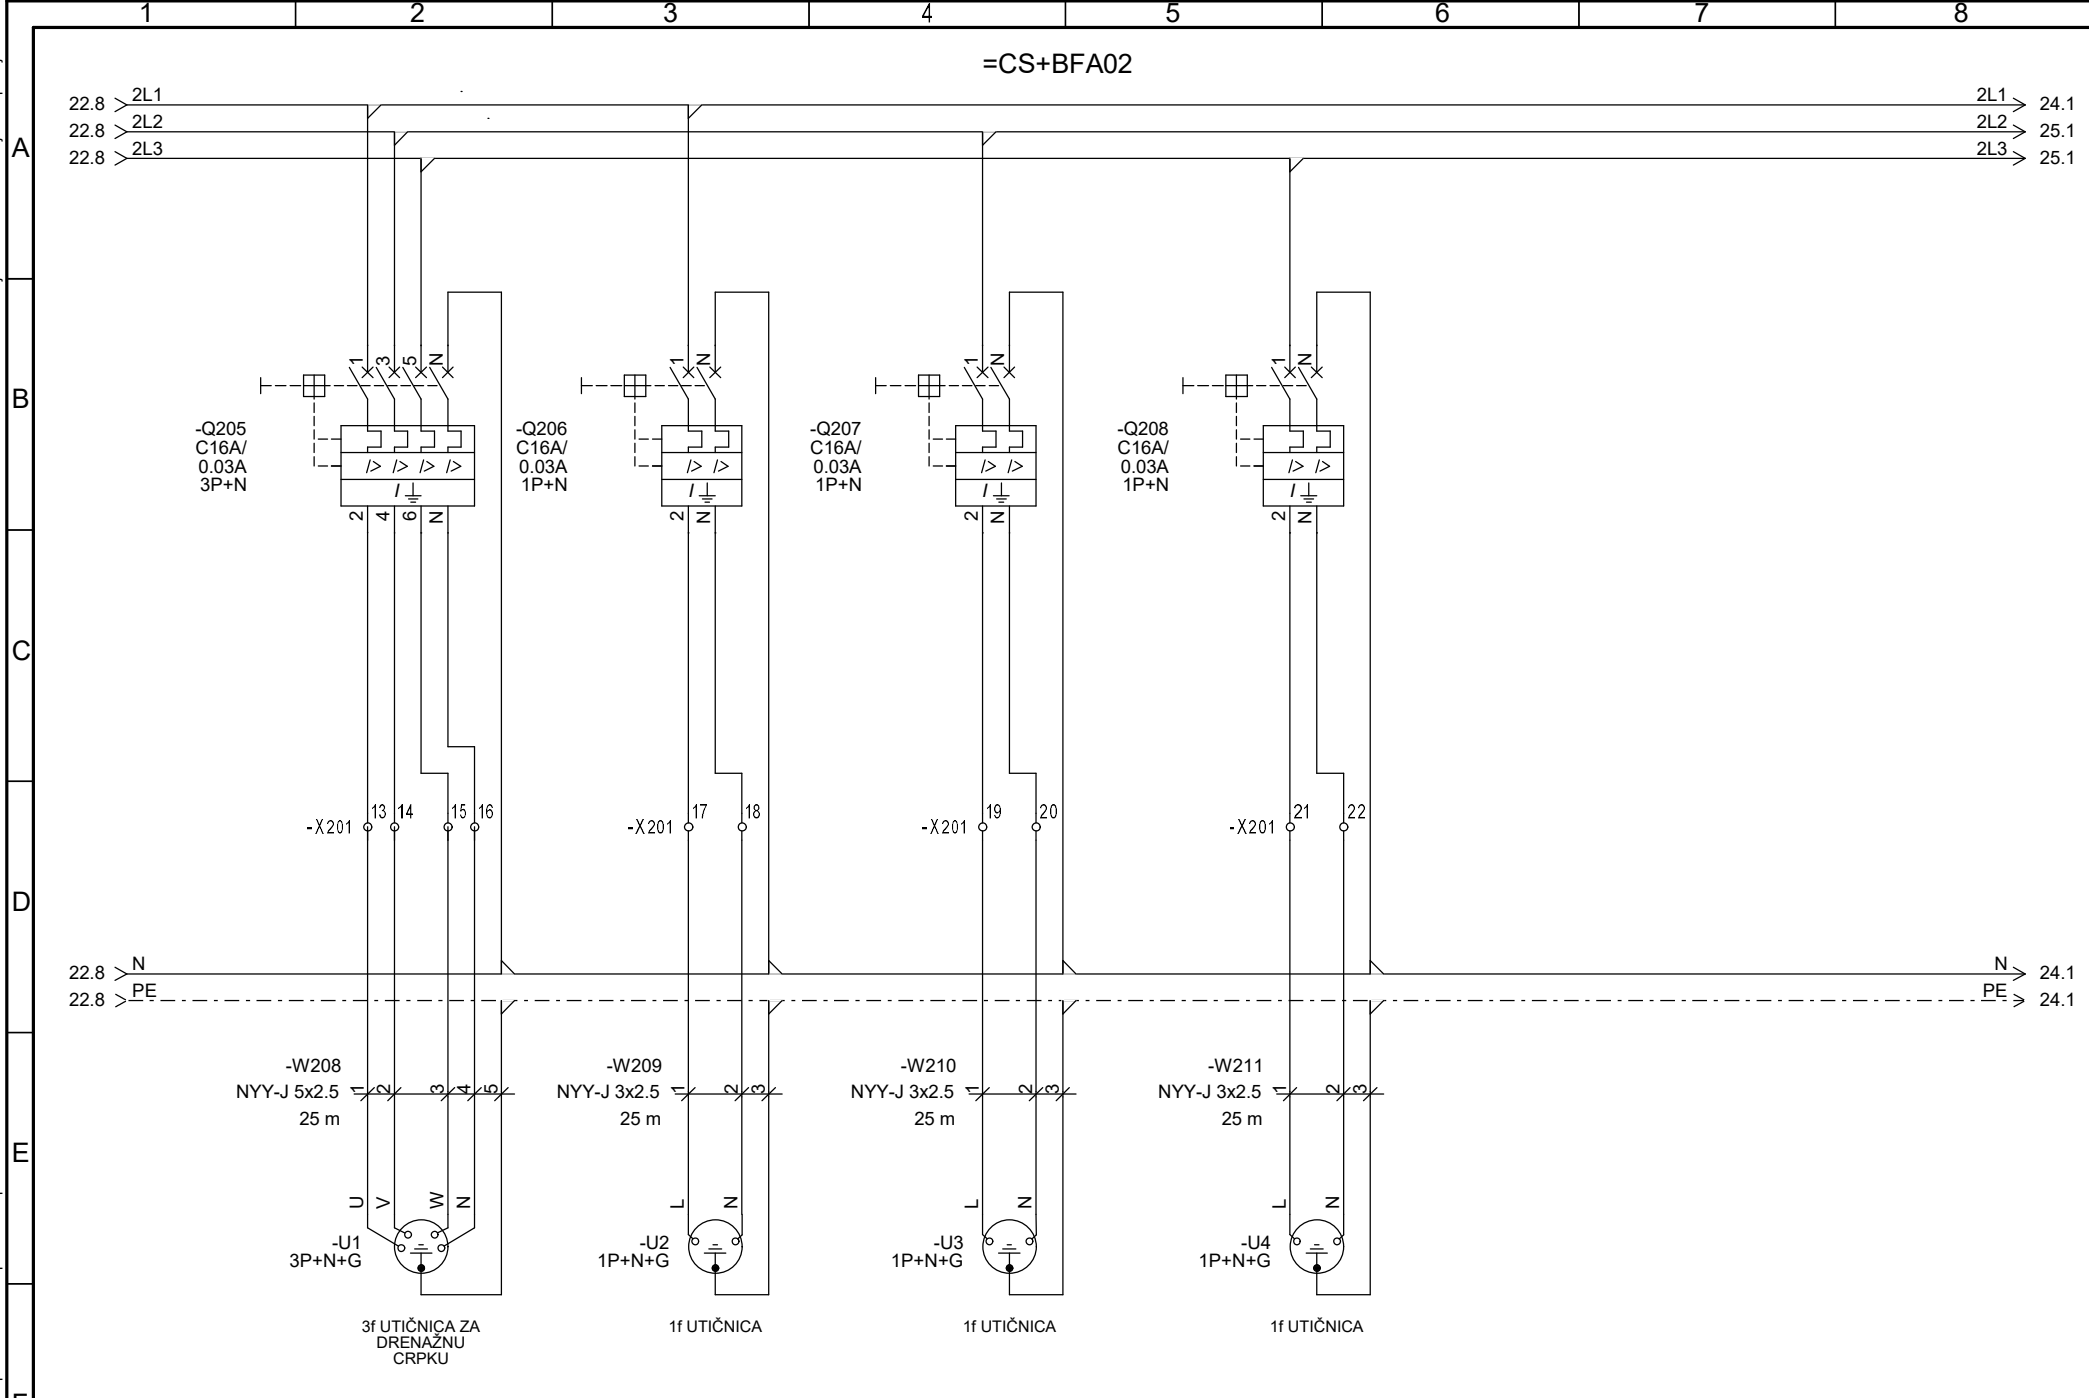 1 2 3 4 5 6 7 8
=CS+BFA02
A
22.8 2L1 2L1 24.1
22.8 2L2 2L2 25.1
22.8 2L3 2L3 25.1
B
1 3 5 N 1 N 1 N 1 N
-Q205
C16A/
0.03A
3P+N
-Q206
C16A/
0.03A
1P+N
-Q207
C16A/
0.03A
1P+N
-Q208
C16A/
0.03A
1P+N
I> I> I> I> I> I> I> I> I> I>
I I I I
2 4 6 N 2 N 2 N 2 N
C
-X201 13 14 15 16
-X201 17 18
-X201 19 20
-X201 21 22
D
22.8 N N 24.1
22.8 PE PE 24.1
-W208
NYY-J 5x2.5 1 2 3 4 5
25 m
-W209
NYY-J 3x2.5 1 2 3
25 m
-W210
NYY-J 3x2.5 1 2 3
25 m
-W211
NYY-J 3x2.5 1 2 3
25 m
E
U V W N L N L N L N
-U1
3P+N+G
-U2
1P+N+G
-U3
1P+N+G
-U4
1P+N+G
3f UTIČNICA ZA
DRENAŽNU
CRPKU
1f UTIČNICA
1f UTIČNICA
1f UTIČNICA